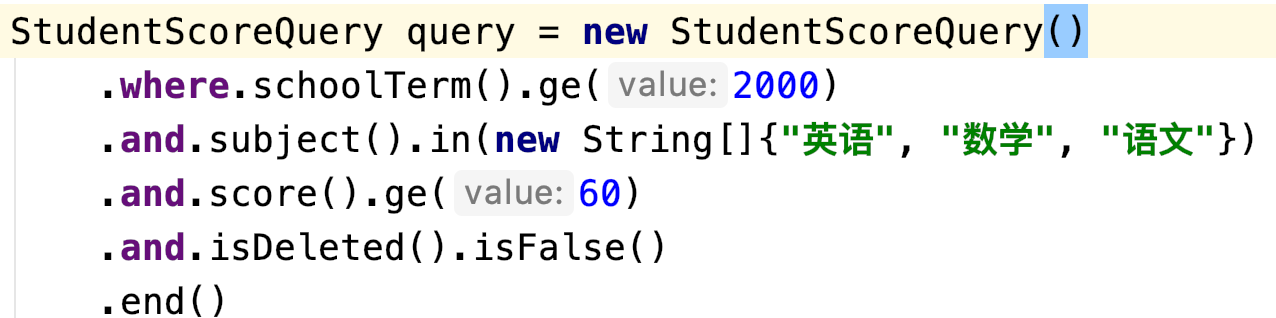 StudentScoreQuery query = new StudentScoreQuery()
.where.schoolTerm().ge( value: 2000)
.and.subject().in(new String[]{"英语", "数学", "语文"})
.and.score().ge( value: 60)
.and.isDeleted().isFalse()
.end()